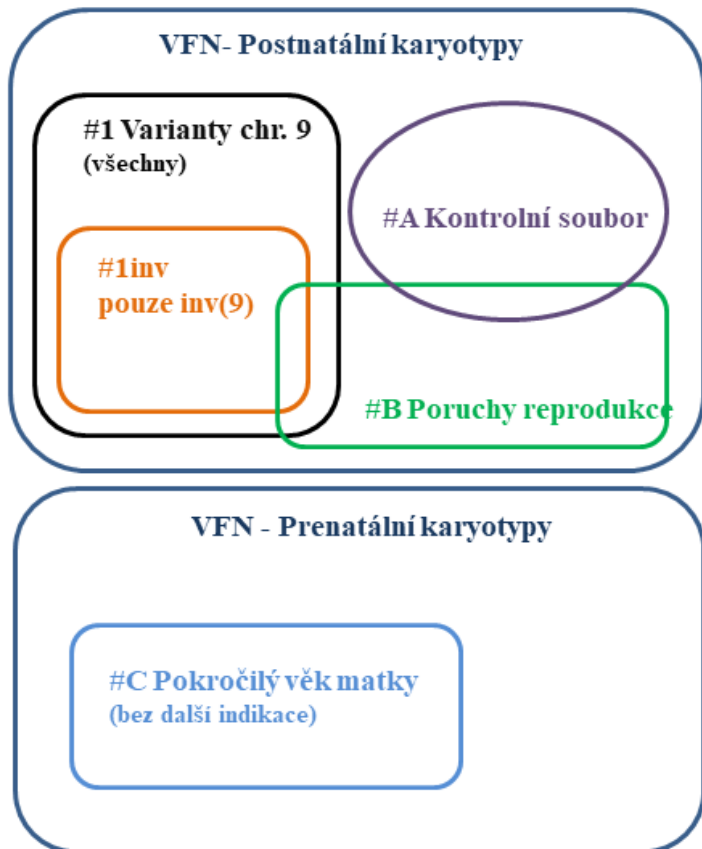 VFN- Postnatální karyotypy
#1 Varianty chr. 9
(všechny)
#A Kontrolní soubor
#1inv
pouze inv(9)
#B Poruchy reprodukce
VFN - Prenatální karyotypy
#C Pokročilý věk matky
(bez další indikace)